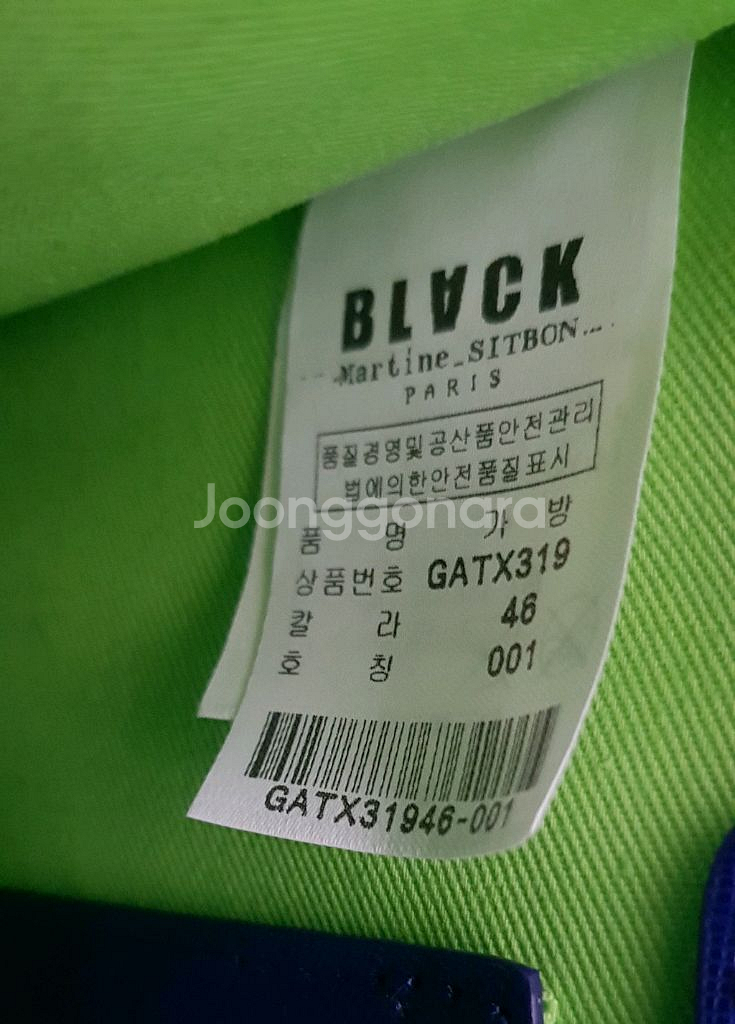 BLACK
Martine_SITBON...
PARIS
품질경영및공산품안전관리
법에의한안전품질표시
Joonggonara
품 명 가 방
상품번호 GATX319
칼 라 46
호 칭 001
GATX31946-001